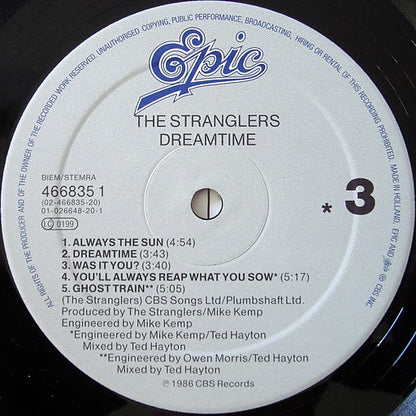 ALL RIGHTS OF THE PRODUCER AND OF THE OWNER OF THE RECORDED WORK RESERVED. UNAUTHORISED COPYING, PUBLIC PERFORMANCE, BROADCASTING, HIRING OR RENTAL OF THIS RECORDING PROHIBITED. MADE IN HOLLAND. EPIC AND
CBS INC.
Epic
THE STRANGLERS
DREAMTIME
BIEM/STEMRA
466835 1
(02-466835-20)
01-026648-20-1
LC 0199
* 3
1. ALWAYS THE SUN (4:54)
2. DREAMTIME (3:43)
3. WAS IT YOU? (3:40)
4. YOU'LL ALWAYS REAP WHAT YOU SOW* (5:17)
5. GHOST TRAIN** (5:05)
(The Stranglers) CBS Songs Ltd/Plumbshaft Ltd.
Produced by The Stranglers/Mike Kemp
Engineered by Mike Kemp
*Engineered by Mike Kemp/Ted Hayton
Mixed by Ted Hayton
**Engineered by Owen Morris/Ted Hayton
Mixed by Ted Hayton
℗ 1986 CBS Records